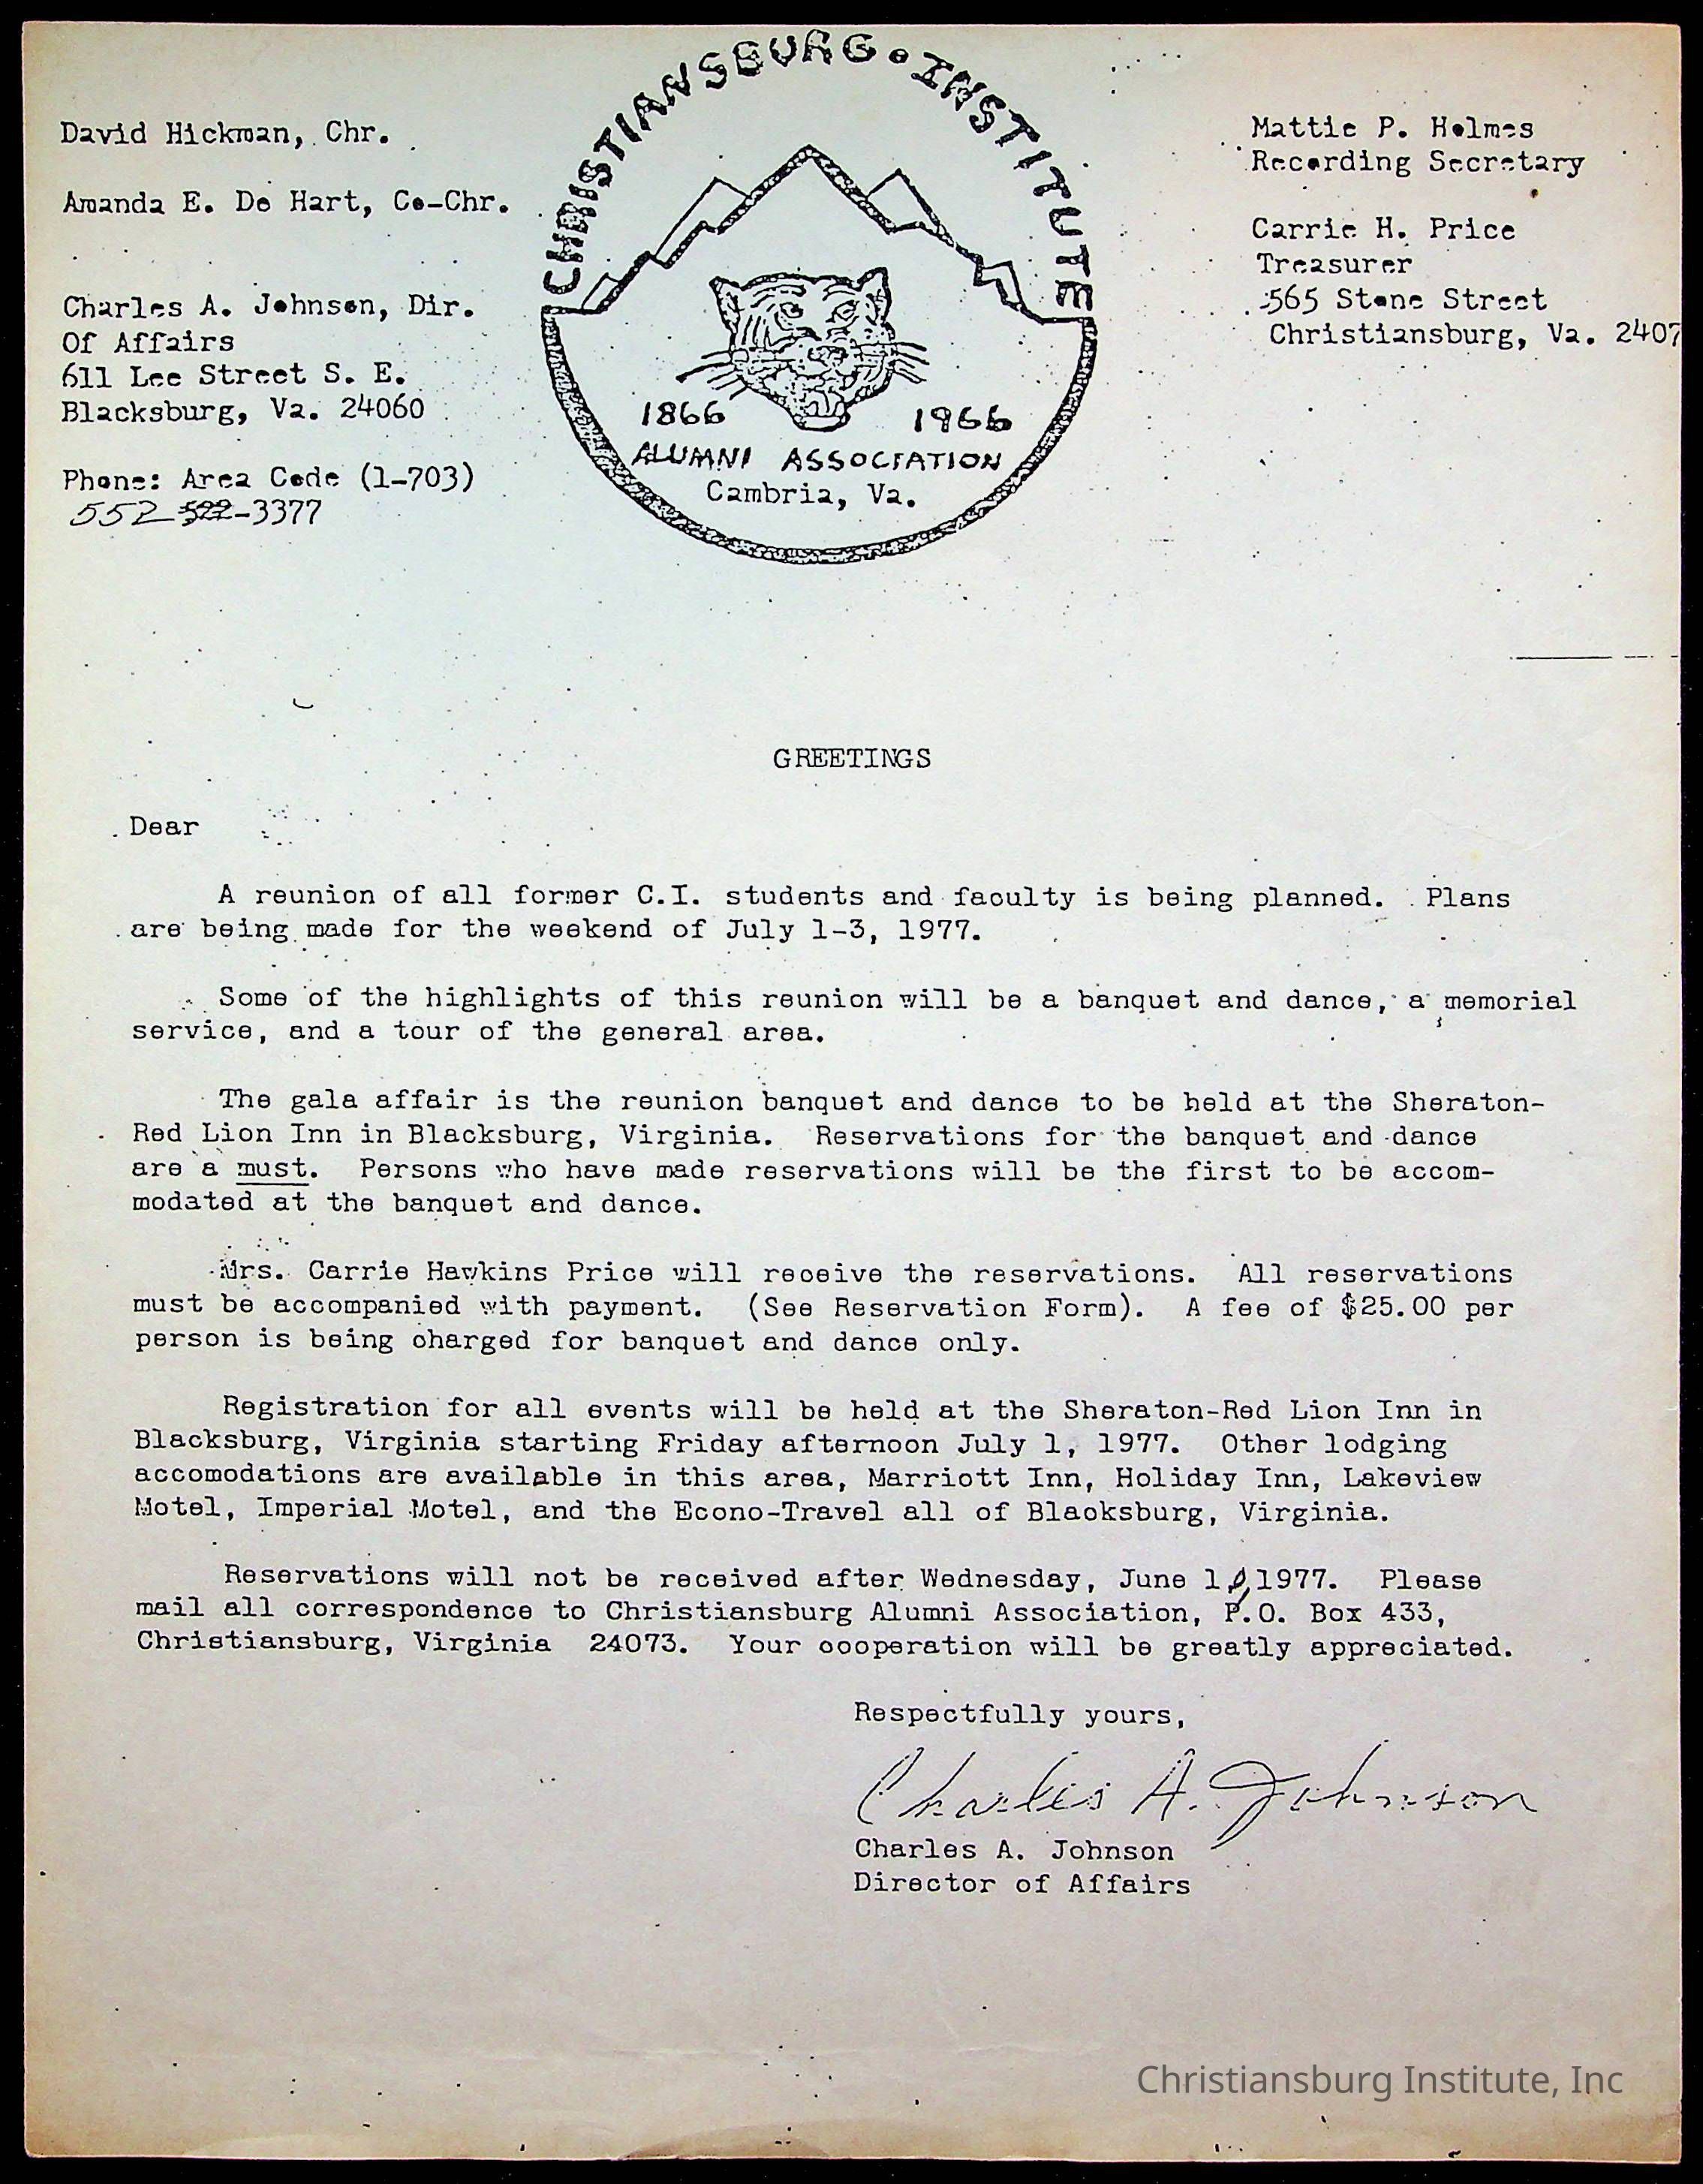 David Hickman, Chr.
Amanda E. De Hart, Co-Chr.
Charles A. Johnson, Dir.
Of Affairs
611 Lee Street S. E.
Blacksburg, Va. 24060
Phone: Area Code (1-703)
552 522-3377
CHRISTIANSBURG • INSTITUTE
1866 1966
ALUMNI ASSOCIATION
Cambria, Va.
Mattie P. Holmes
Recording Secretary
Carrie H. Price
Treasurer
565 Stone Street
Christiansburg, Va. 2407
GREETINGS
Dear
A reunion of all former C.I. students and faculty is being planned. Plans
are being made for the weekend of July 1-3, 1977.
Some of the highlights of this reunion will be a banquet and dance, a memorial
service, and a tour of the general area.
The gala affair is the reunion banquet and dance to be held at the Sheraton-
Red Lion Inn in Blacksburg, Virginia. Reservations for the banquet and dance
are a must. Persons who have made reservations will be the first to be accom-
modated at the banquet and dance.
Mrs. Carrie Hawkins Price will receive the reservations. All reservations
must be accompanied with payment. (See Reservation Form). A fee of $25.00 per
person is being charged for banquet and dance only.
Registration for all events will be held at the Sheraton-Red Lion Inn in
Blacksburg, Virginia starting Friday afternoon July 1, 1977. Other lodging
accomodations are available in this area, Marriott Inn, Holiday Inn, Lakeview
Motel, Imperial Motel, and the Econo-Travel all of Blacksburg, Virginia.
Reservations will not be received after Wednesday, June 1, 1977. Please
mail all correspondence to Christiansburg Alumni Association, P.O. Box 433,
Christiansburg, Virginia 24073. Your cooperation will be greatly appreciated.
Respectfully yours,
Charles A. Johnson
Charles A. Johnson
Director of Affairs
Christiansburg Institute, Inc